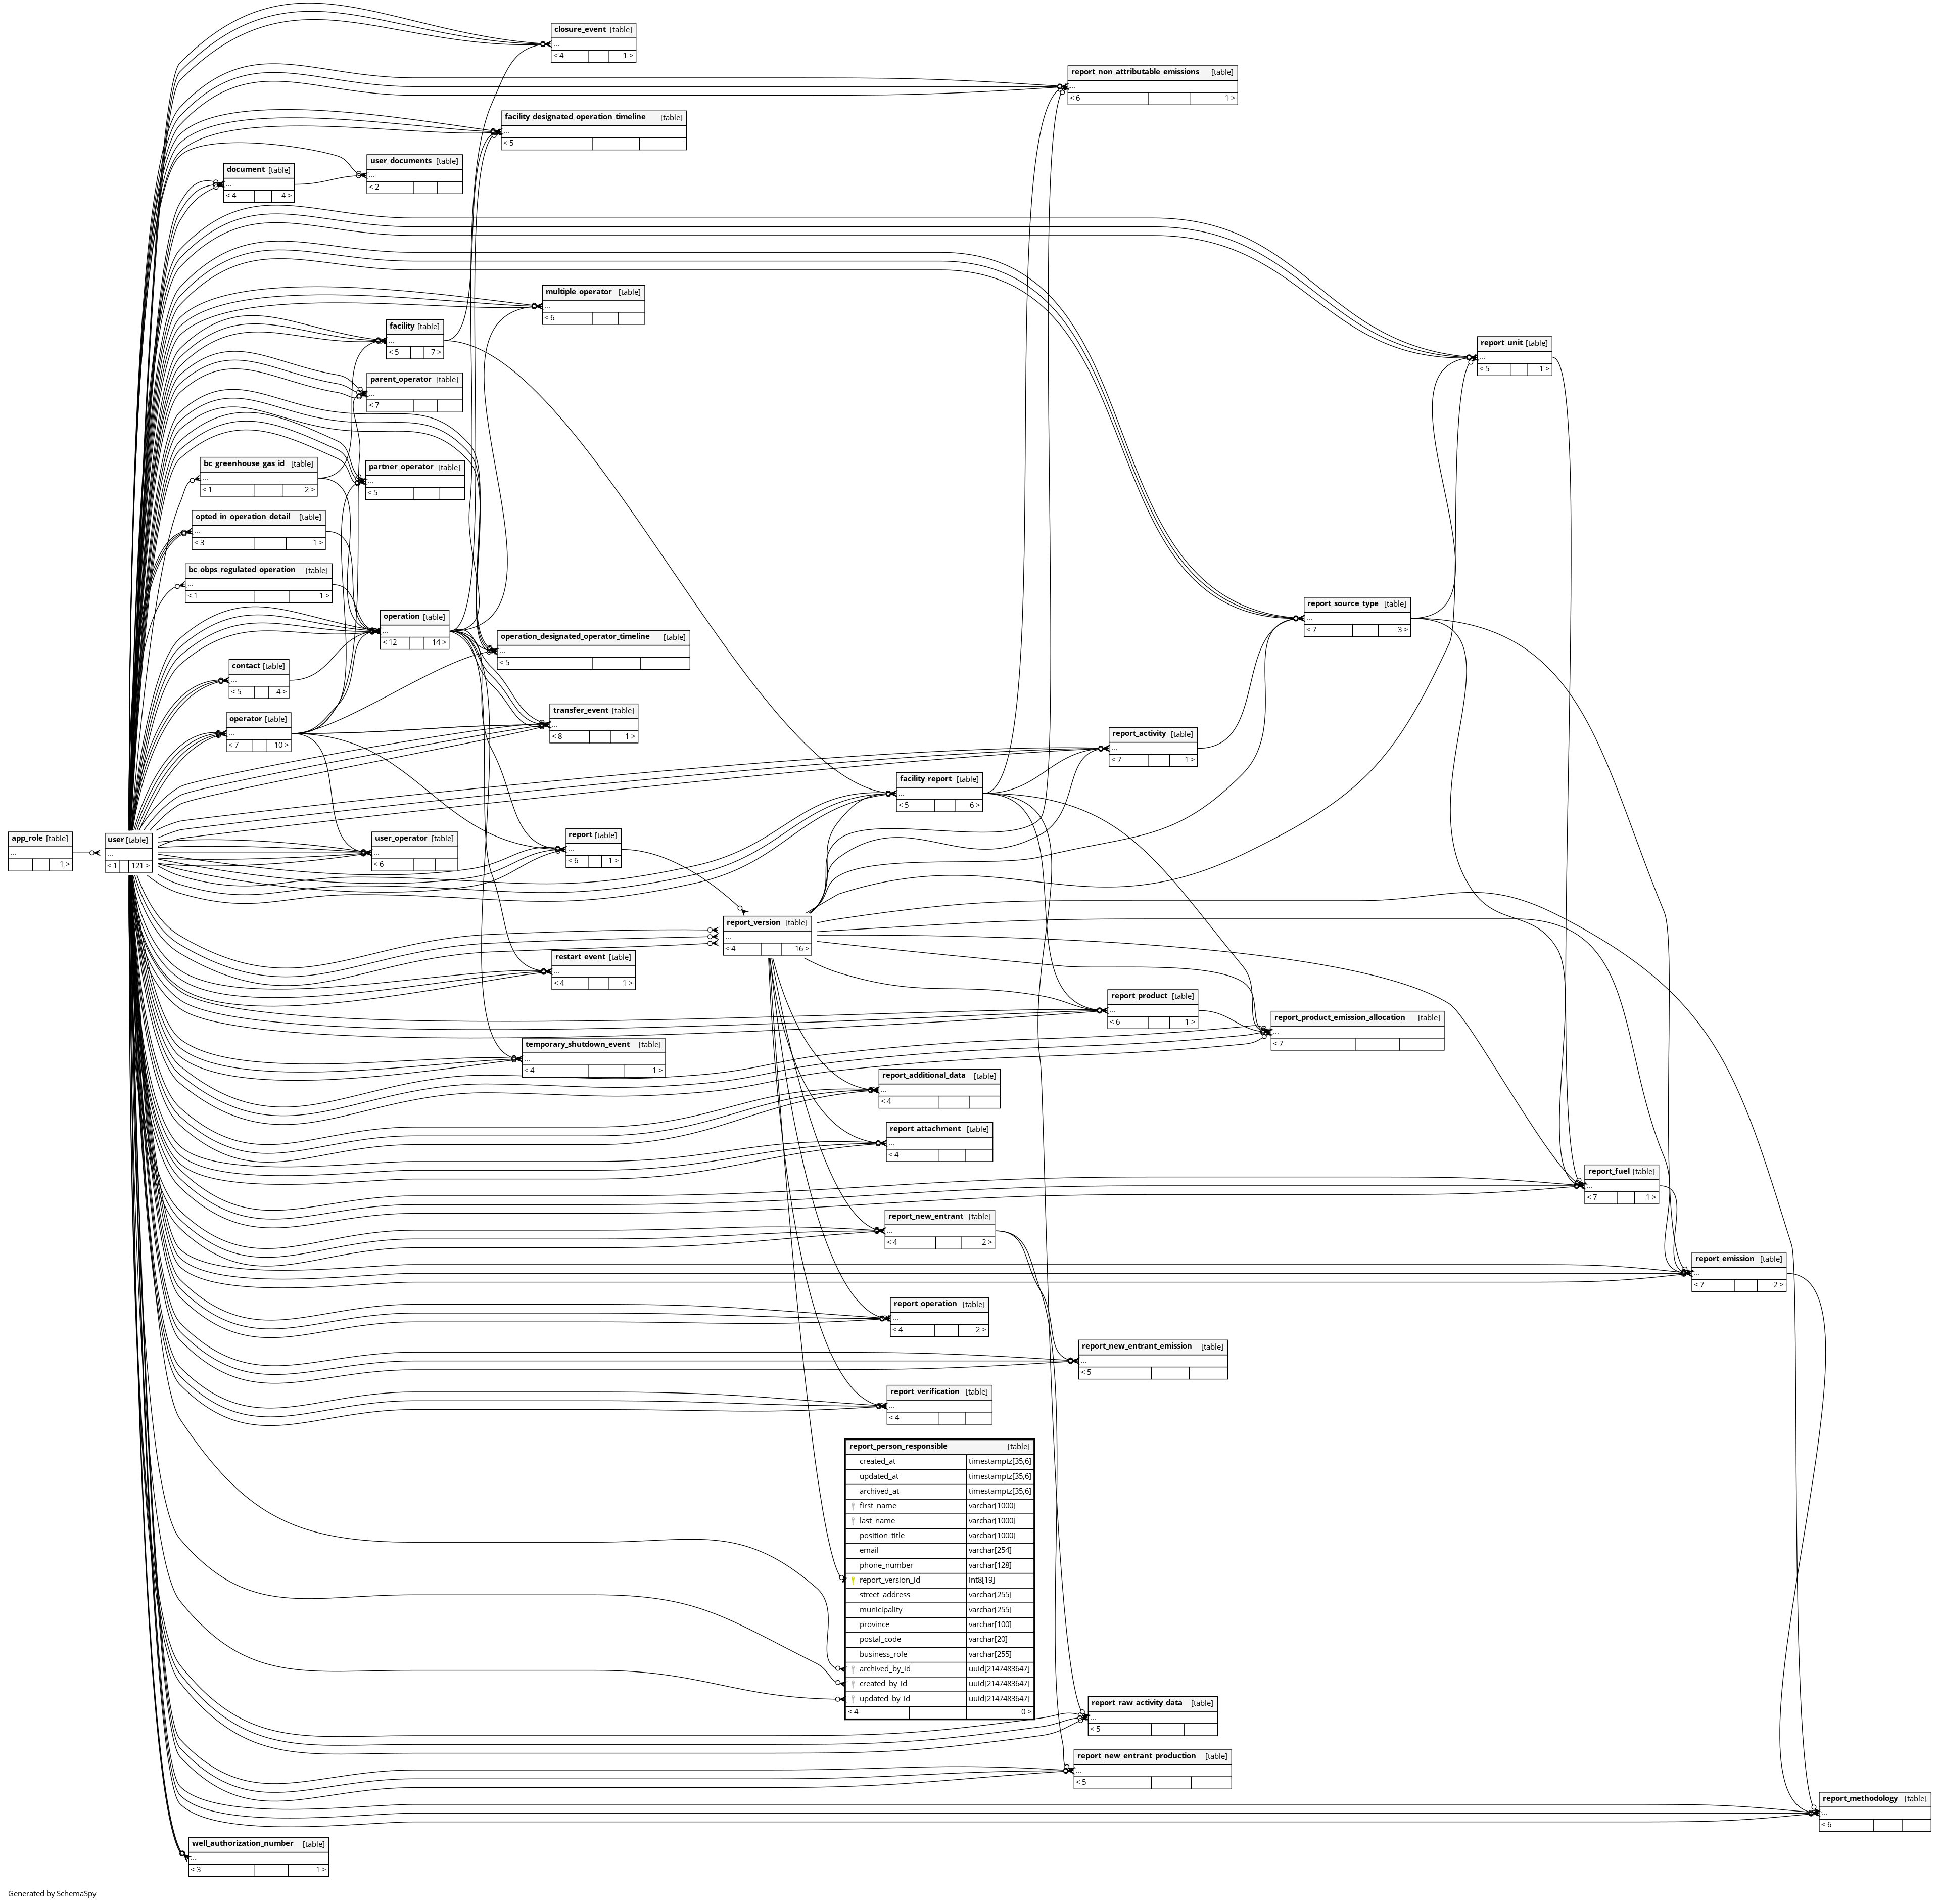 closure_event [table]
...
< 4 1 >
report_non_attributable_emissions [table]
...
< 6 1 >
facility_designated_operation_timeline [table]
...
< 5
user_documents [table]
...
< 2
document [table]
...
< 4 4 >
multiple_operator [table]
...
< 6
facility [table]
...
< 5 7 >
report_unit [table]
...
< 5 1 >
parent_operator [table]
...
< 7
bc_greenhouse_gas_id [table]
...
< 1 2 >
partner_operator [table]
...
< 5
opted_in_operation_detail [table]
...
< 3 1 >
bc_obps_regulated_operation [table]
...
< 1 1 >
operation [table]
...
< 12 14 >
report_source_type [table]
...
< 7 3 >
operation_designated_operator_timeline [table]
...
< 5
contact [table]
...
< 5 4 >
transfer_event [table]
...
< 8 1 >
operator [table]
...
< 7 10 >
report_activity [table]
...
< 7 1 >
facility_report [table]
...
< 5 6 >
app_role [table]
...
1 >
user [table]
...
< 1 121 >
user_operator [table]
...
< 6
report [table]
...
< 6 1 >
report_version [table]
...
< 4 16 >
restart_event [table]
...
< 4 1 >
report_product [table]
...
< 6 1 >
report_product_emission_allocation [table]
...
< 7
temporary_shutdown_event [table]
...
< 4 1 >
report_additional_data [table]
...
< 4
report_attachment [table]
...
< 4
report_fuel [table]
...
< 7 1 >
report_new_entrant [table]
...
< 4 2 >
report_emission [table]
...
< 7 2 >
report_operation [table]
...
< 4 2 >
report_new_entrant_emission [table]
...
< 5
report_verification [table]
...
< 4
report_person_responsible [table]
created_at timestamptz[35,6]
updated_at timestamptz[35,6]
archived_at timestamptz[35,6]
first_name varchar[1000]
last_name varchar[1000]
position_title varchar[1000]
email varchar[254]
phone_number varchar[128]
report_version_id int8[19]
street_address varchar[255]
municipality varchar[255]
province varchar[100]
postal_code varchar[20]
business_role varchar[255]
archived_by_id uuid[2147483647]
created_by_id uuid[2147483647]
updated_by_id uuid[2147483647]
< 4 0 >
report_raw_activity_data [table]
...
< 5
report_new_entrant_production [table]
...
< 5
report_methodology [table]
...
< 6
well_authorization_number [table]
...
< 3 1 >
Generated by SchemaSpy